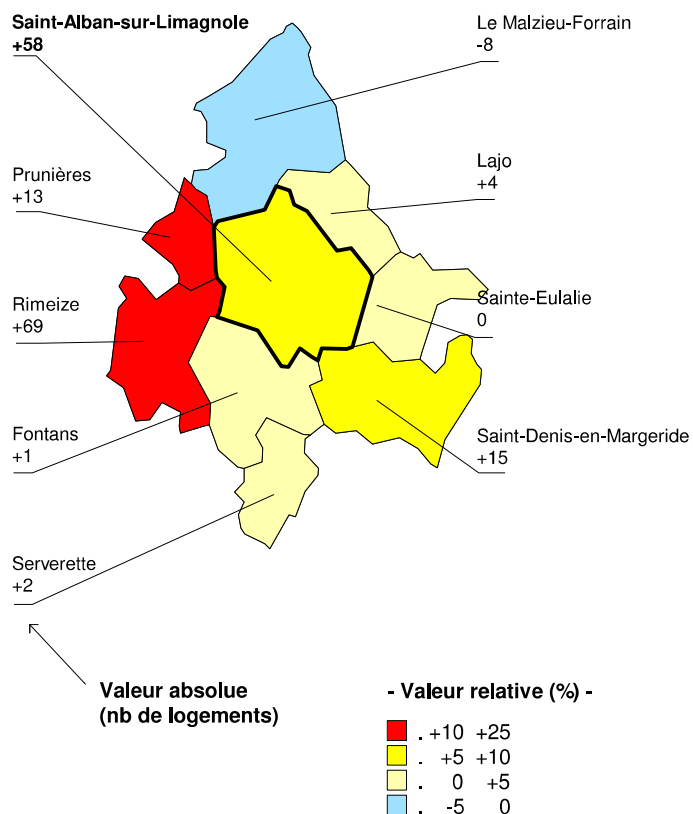 Saint-Alban-sur-Limagnole
+58
Le Malzieu-Forrain
-8
Prunières
+13
Lajo
+4
Rimeize
+69
Sainte-Eulalie
0
Fontans
+1
Saint-Denis-en-Margeride
+15
Serverette
+2
Valeur absolue
(nb de logements)
- Valeur relative (%) -
. +10 +25
. +5 +10
. 0 +5
. -5 0